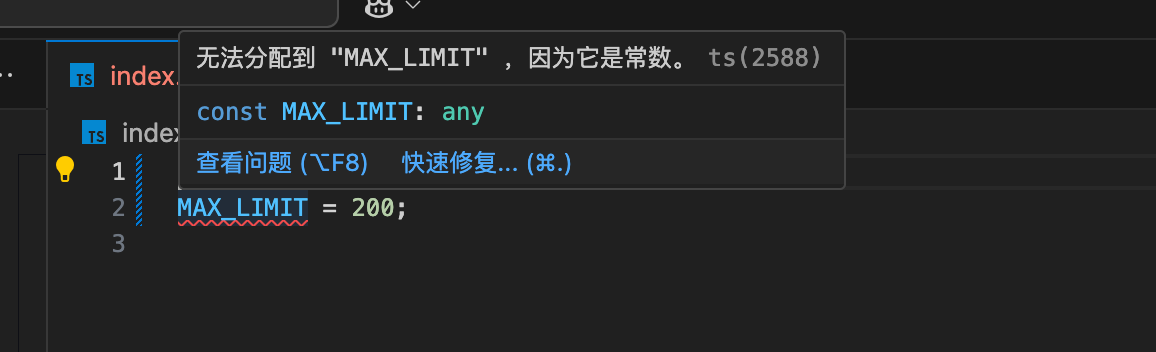 无法分配到 "MAX_LIMIT" ，因为它是常数。 ts(2588)
TS index.
const MAX_LIMIT: any
TS index
查看问题 (⌥F8) 快速修复... (⌘.)
1
2 MAX_LIMIT = 200;
3